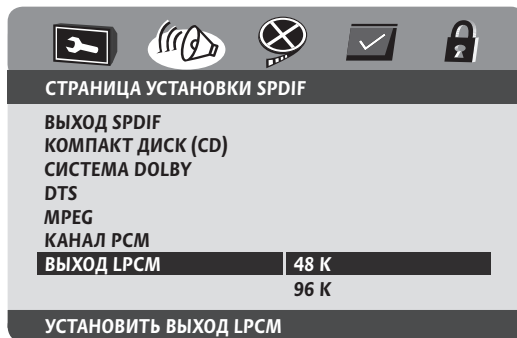 СТРАНИЦА УСТАНОВКИ SPDIF
ВЫХОД SPDIF
КОМПАКТ ДИСК (CD)
СИСТЕМА DOLBY
DTS
MPEG
КАНАЛ PCM
ВЫХОД LPCM 48 K
96 K
УСТАНОВИТЬ ВЫХОД LPCM